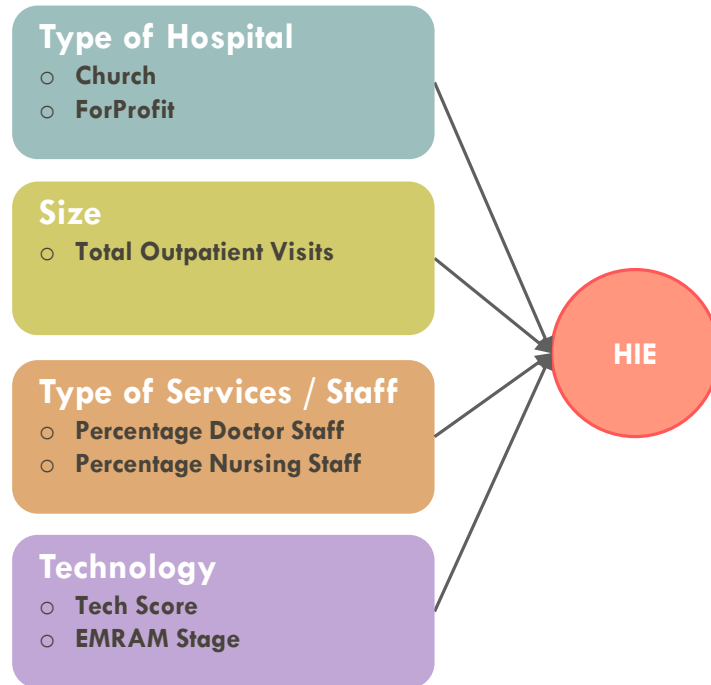 Type of Hospital
○ Church
○ ForProfit
Size
○ Total Outpatient Visits
Type of Services / Staff
○ Percentage Doctor Staff
○ Percentage Nursing Staff
Technology
○ Tech Score
○ EMRAM Stage
HIE